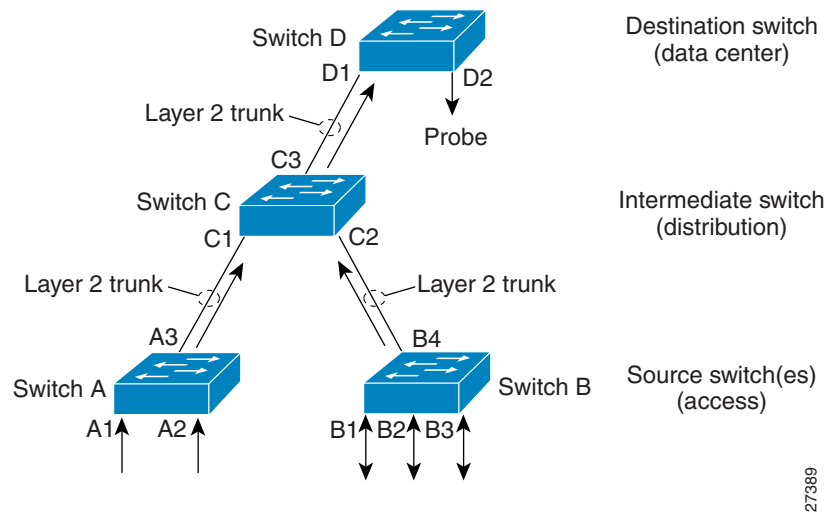 Switch D
Destination switch
(data center)
D1
D2
Layer 2 trunk
Probe
C3
Switch C
Intermediate switch
(distribution)
C1
C2
Layer 2 trunk
Layer 2 trunk
A3
B4
Switch A
Switch B
Source switch(es)
(access)
A1
A2
B1
B2
B3
27389